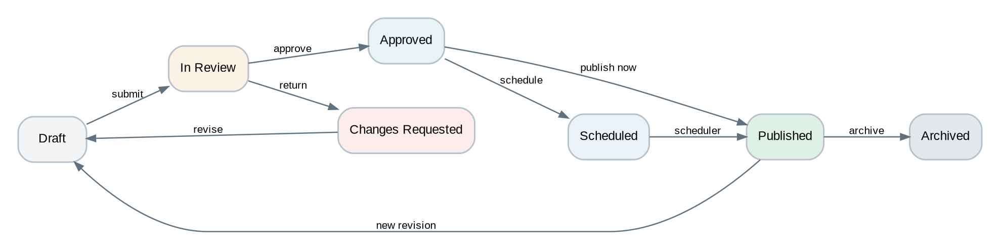 Approved
approve
In Review
publish now
schedule
return
submit
Changes Requested
revise
Draft
Scheduled
scheduler
Published
archive
Archived
new revision